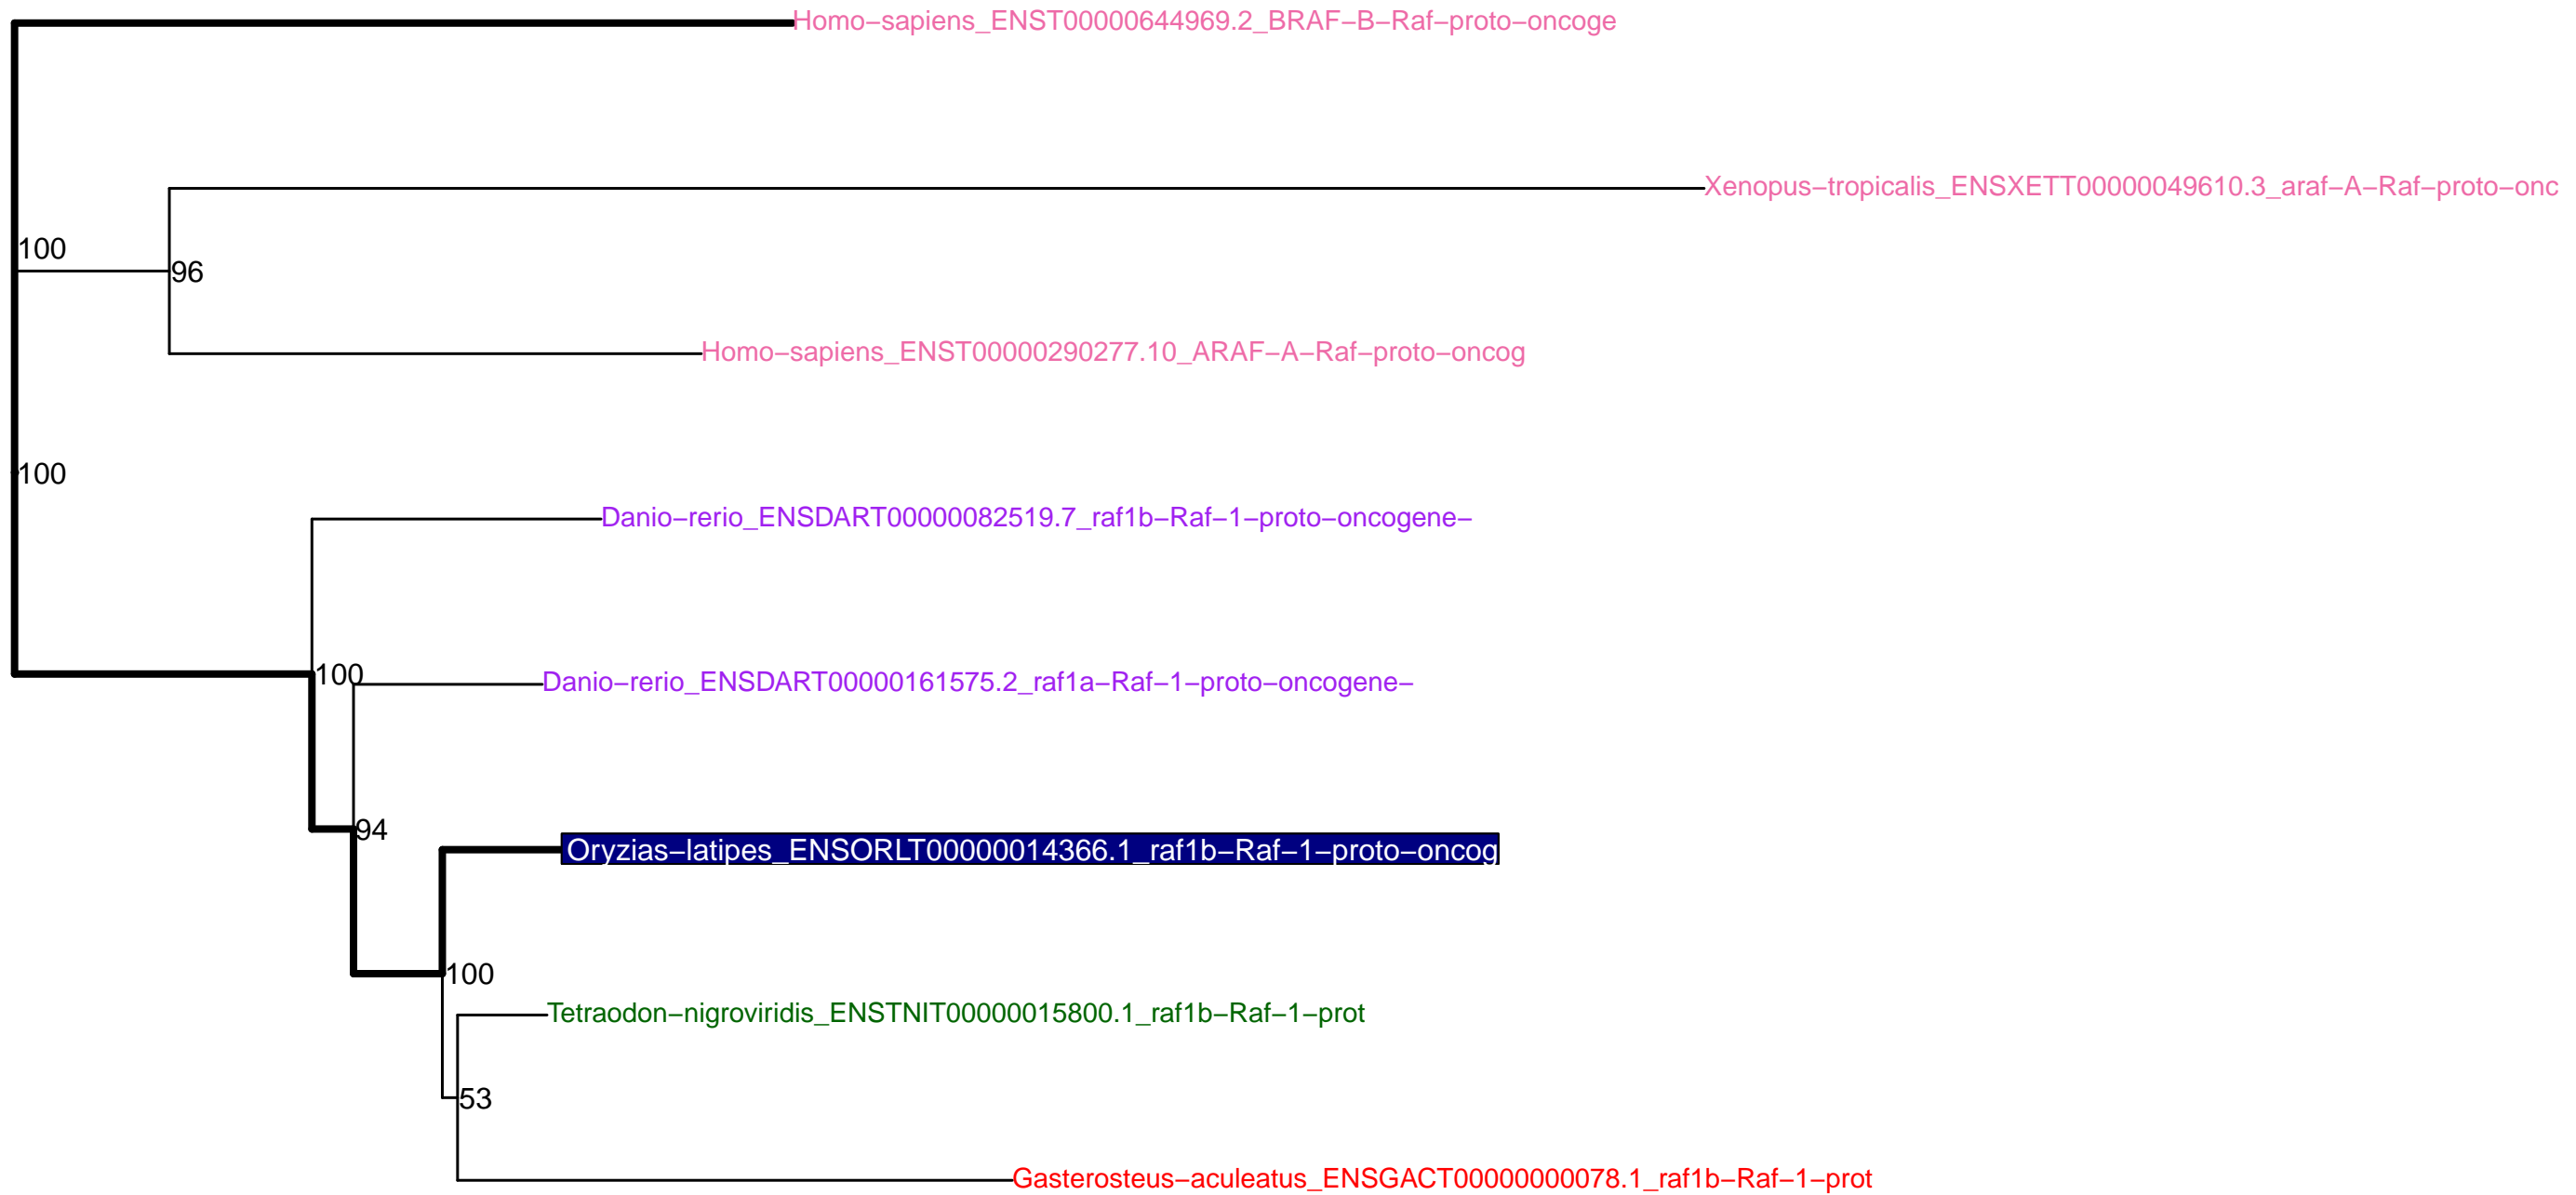 Homo−sapiens_ENST00000644969.2_BRAF−B−Raf−proto−oncoge
Xenopus−tropicalis_ENSXETT00000049610.3_araf−A−Raf−proto−onc
100
96
Homo−sapiens_ENST00000290277.10_ARAF−A−Raf−proto−oncog
100
Danio−rerio_ENSDART00000082519.7_raf1b−Raf−1−proto−oncogene−
100
Danio−rerio_ENSDART00000161575.2_raf1a−Raf−1−proto−oncogene−
94
Oryzias−latipes_ENSORLT00000014366.1_raf1b−Raf−1−proto−oncog
100
Tetraodon−nigroviridis_ENSTNIT00000015800.1_raf1b−Raf−1−prot
53
Gasterosteus−aculeatus_ENSGACT00000000078.1_raf1b−Raf−1−prot